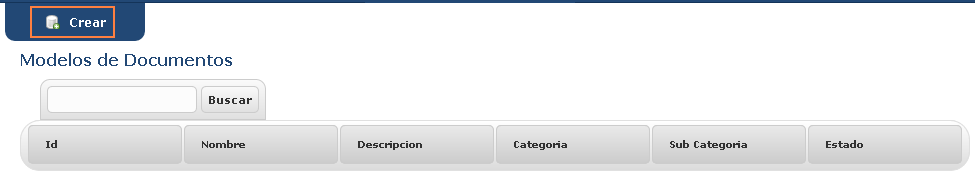 Crear
Modelos de Documentos
Buscar
Id Nombre Descripcion Categoria Sub Categoria Estado